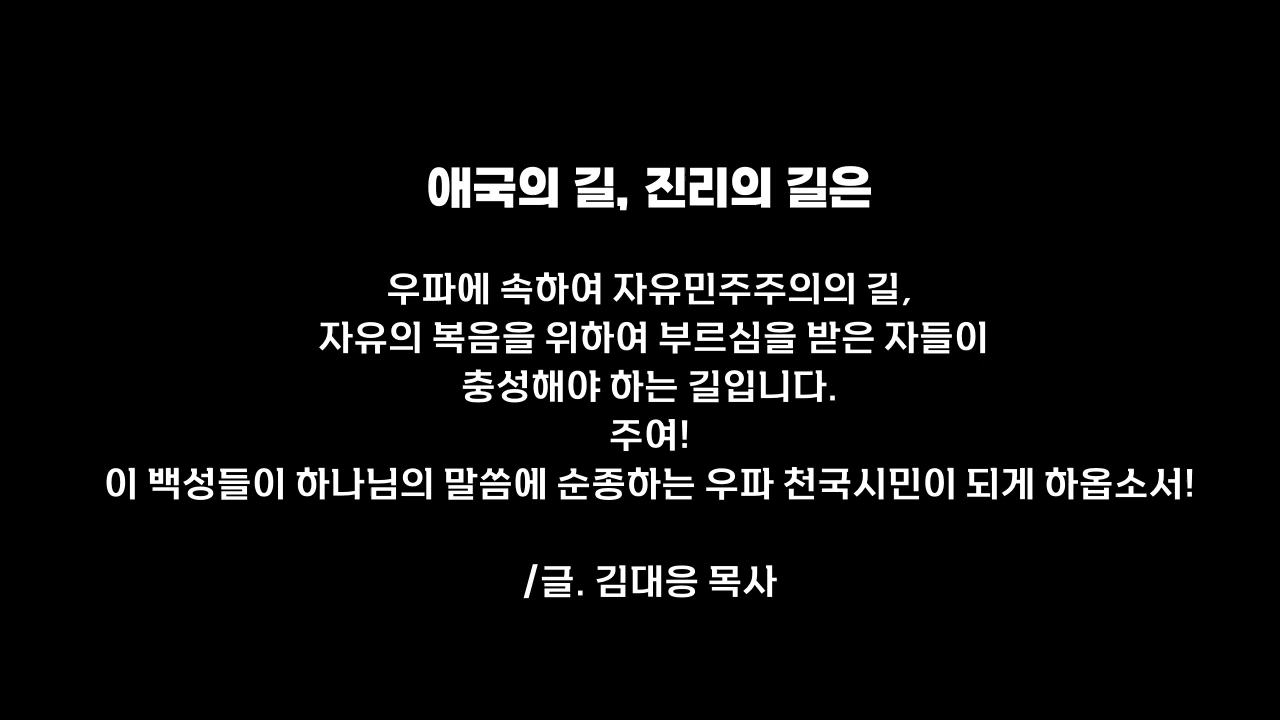 애국의 길, 진리의 길은
우파에 속하여 자유민주주의의 길,
자유의 복음을 위하여 부르심을 받은 자들이
충성해야 하는 길입니다.
주여!
이 백성들이 하나님의 말씀에 순종하는 우파 천국시민이 되게 하옵소서!
/글. 김대응 목사